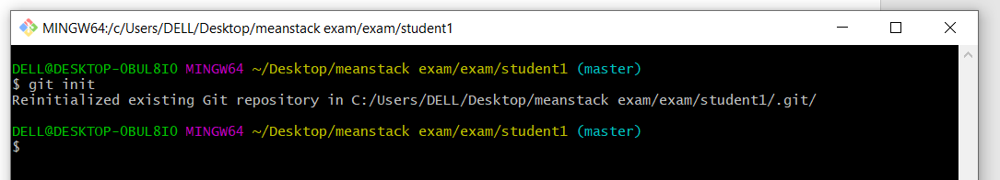 MINGW64:/c/Users/DELL/Desktop/meanstack exam/exam/student1
DELL@DESKTOP-OBUL8IO MINGW64 ~/Desktop/meanstack exam/exam/student1 (master)
$ git init
Reinitialized existing Git repository in C:/Users/DELL/Desktop/meanstack exam/exam/student1/.git/
DELL@DESKTOP-OBUL8IO MINGW64 ~/Desktop/meanstack exam/exam/student1 (master)
$